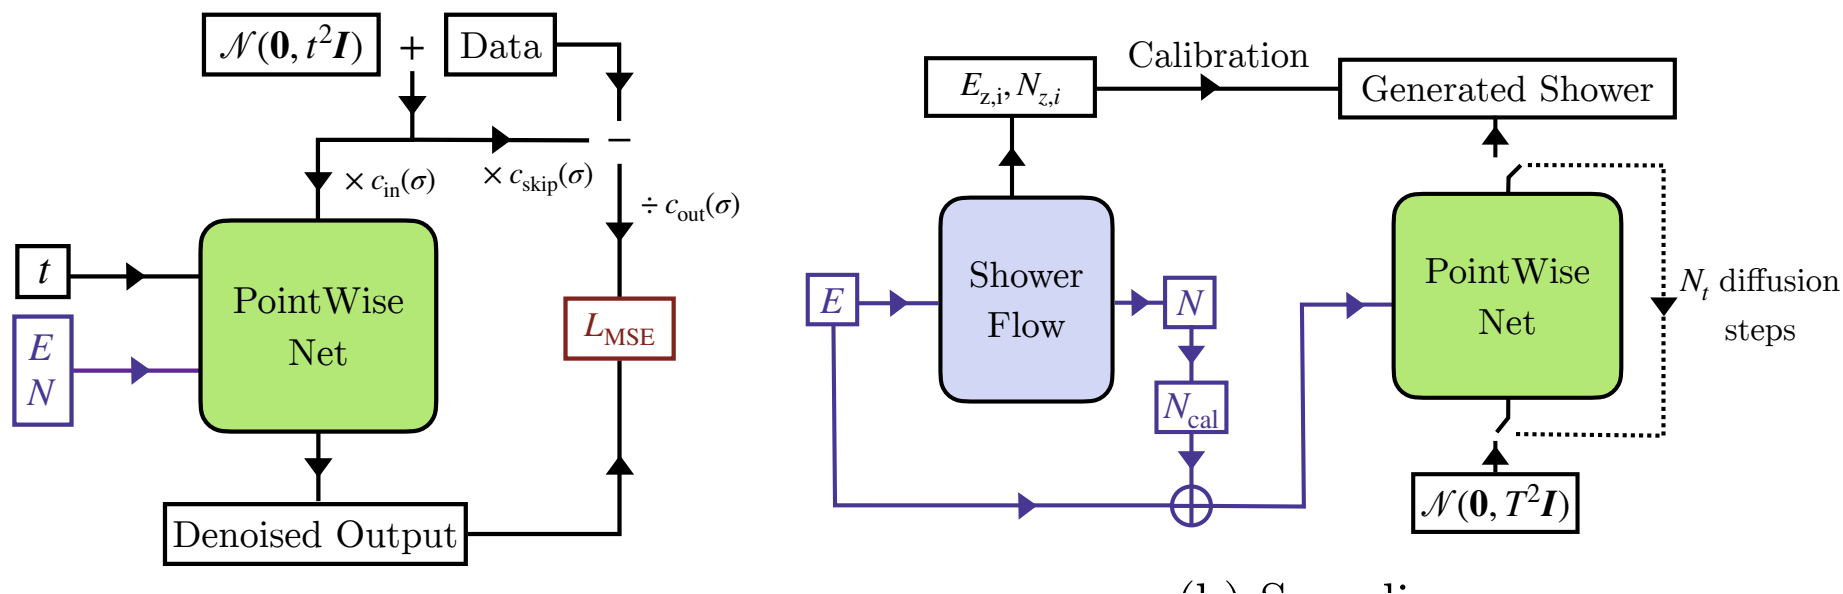 𝒩(0, t²I) + Data
−
× c_in(σ)
× c_skip(σ)
÷ c_out(σ)
t
PointWise
Net
E
N
L_MSE
Denoised Output
E_z,i, N_z,i
Calibration
Generated Shower
E
Shower
Flow
N
N_cal
PointWise
Net
N_t diffusion
steps
𝒩(0, T²I)